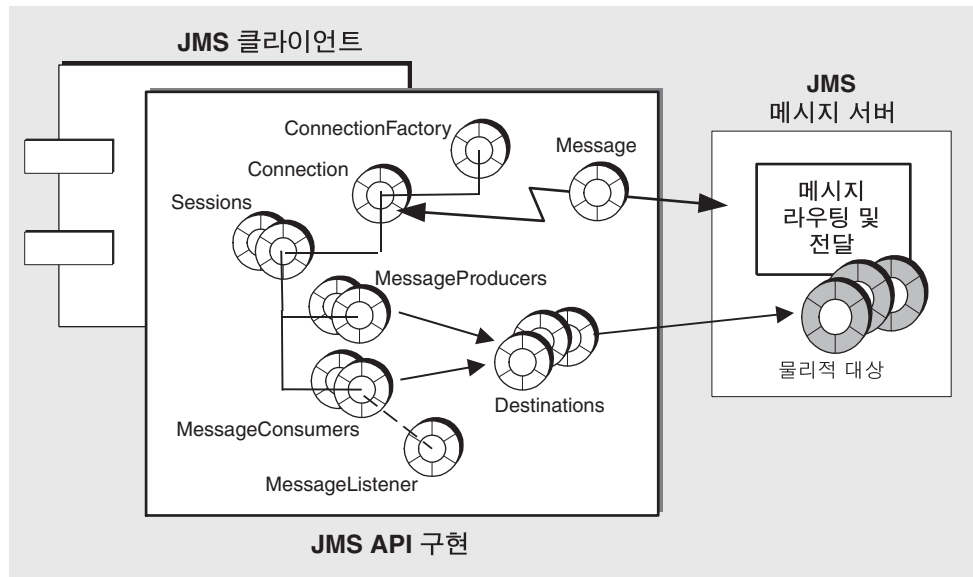 JMS 클라이언트
JMS
메시지 서버
ConnectionFactory
Message
Connection
Sessions
메시지
라우팅 및
전달
MessageProducers
물리적 대상
Destinations
MessageConsumers
MessageListener
JMS API 구현